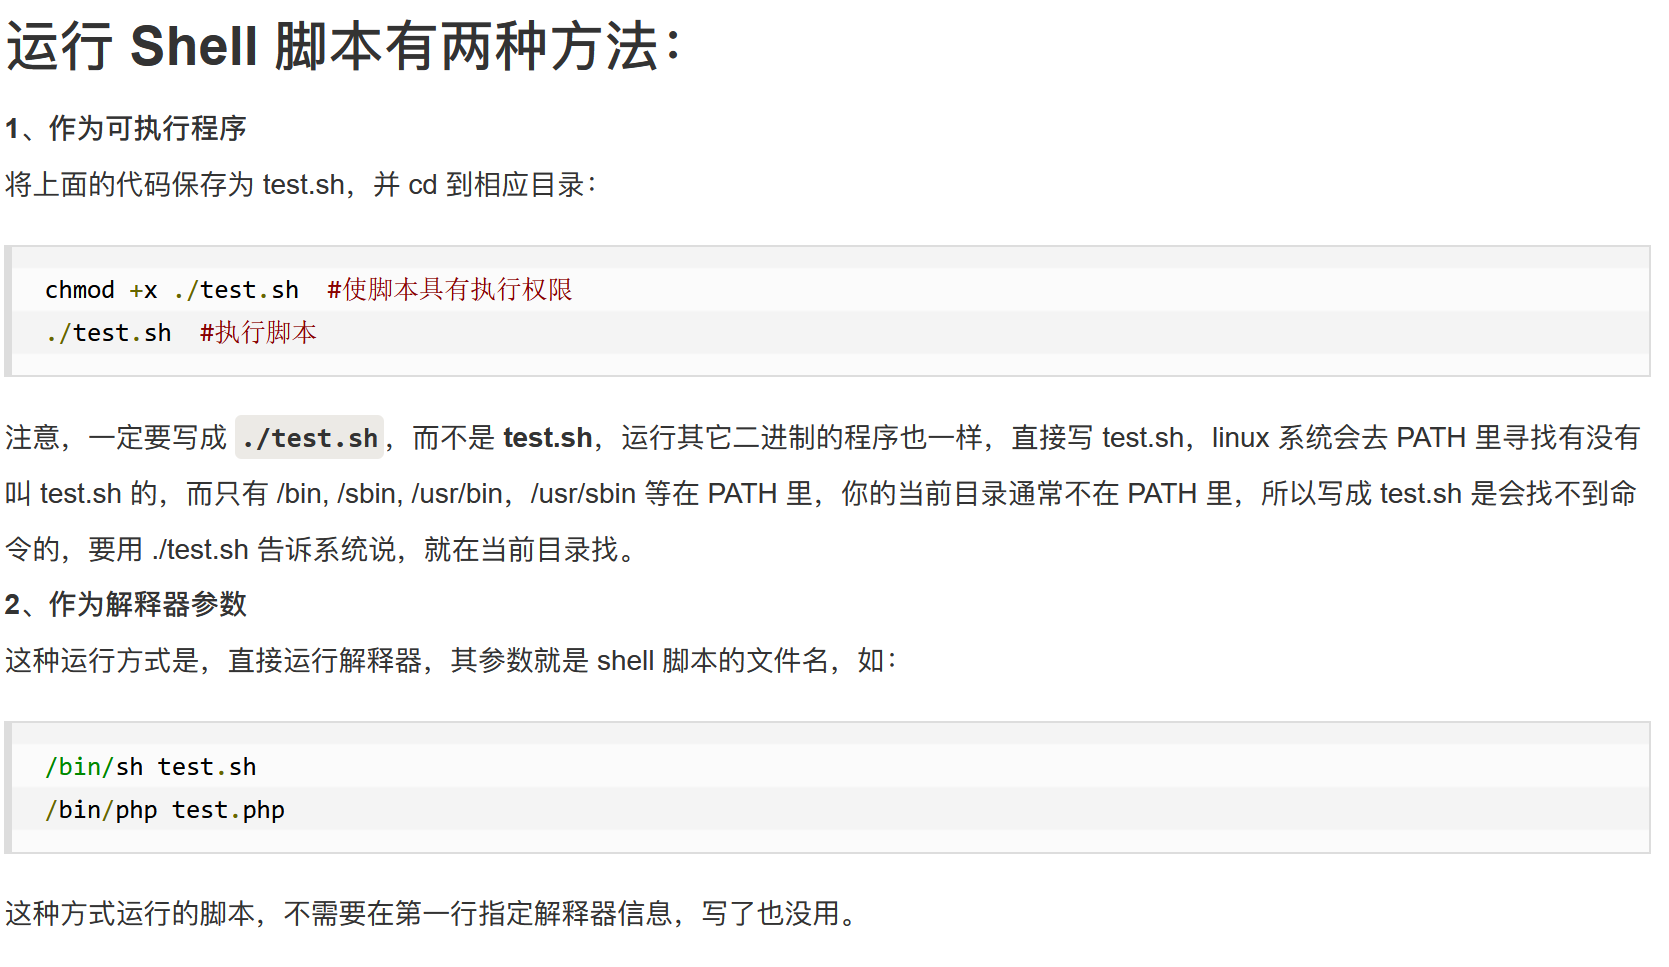 运行 Shell 脚本有两种方法：
1、作为可执行程序
将上面的代码保存为 test.sh，并 cd 到相应目录：
chmod +x ./test.sh  #使脚本具有执行权限
./test.sh  #执行脚本
注意，一定要写成 ./test.sh，而不是 test.sh，运行其它二进制的程序也一样，直接写 test.sh，linux 系统会去 PATH 里寻找有没有
叫 test.sh 的，而只有 /bin, /sbin, /usr/bin，/usr/sbin 等在 PATH 里，你的当前目录通常不在 PATH 里，所以写成 test.sh 是会找不到命
令的，要用 ./test.sh 告诉系统说，就在当前目录找。
2、作为解释器参数
这种运行方式是，直接运行解释器，其参数就是 shell 脚本的文件名，如：
/bin/sh test.sh
/bin/php test.php
这种方式运行的脚本，不需要在第一行指定解释器信息，写了也没用。